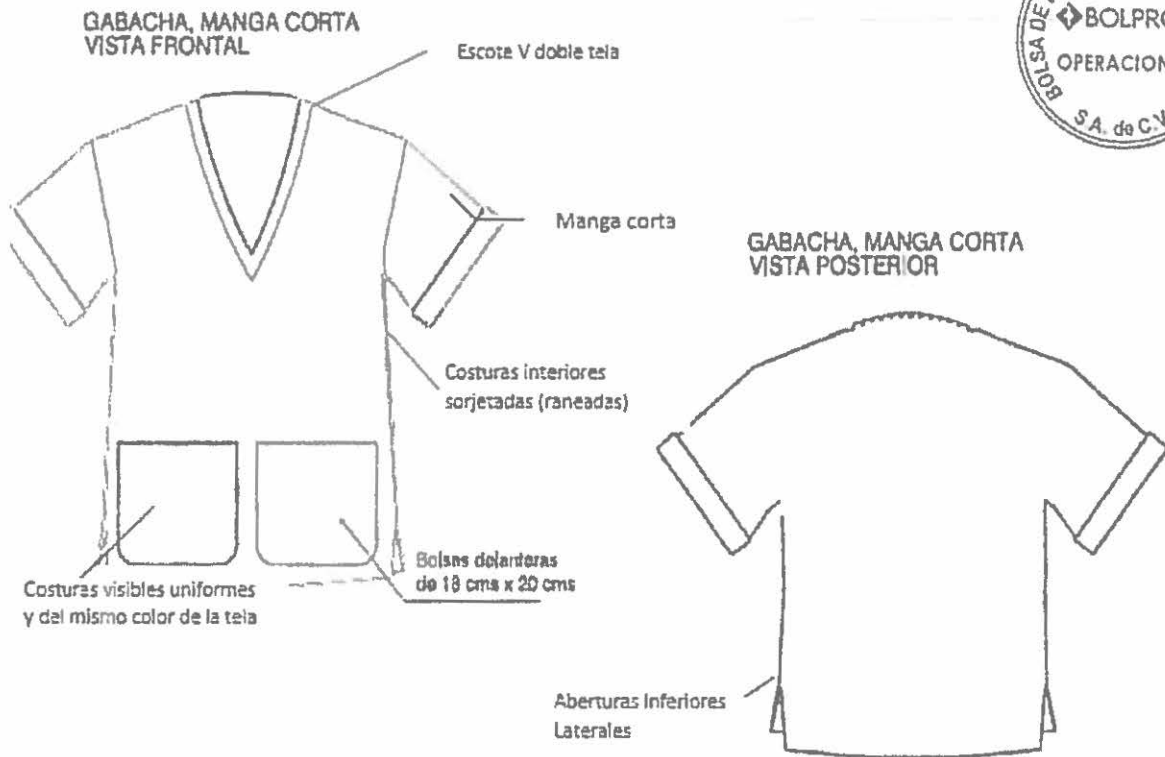 GABACHA, MANGA CORTA
VISTA FRONTAL
Escote V doble tela
BOLSA DE
BOLPRO
OPERACION
S.A. de C.V
Manga corta
GABACHA, MANGA CORTA
VISTA POSTERIOR
Costuras interiores
sorjetadas (raneadas)
Bolsas delanteras
de 18 cms x 20 cms
Costuras visibles uniformes
y del mismo color de la tela
Aberturas Inferiores
Laterales